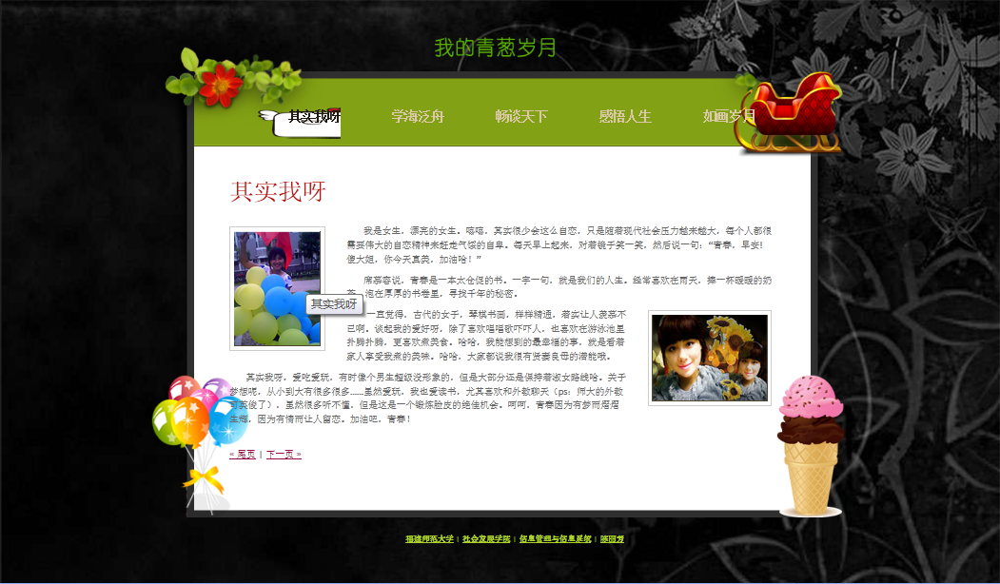 我的青葱岁月
其实我呀 学海泛舟 畅谈天下 感悟人生 如画岁月
其实我呀
我是女生，漂亮的女生。嘻嘻，其实很少会这么自恋，只是随着现代社会压力越来越大，每个人都很
需要伟大的自恋精神来赶走气馁的自卑。每天早上起来，对着镜子笑一笑，然后说一句：“青春，早安！
傻大姐，你今天真美，加油哈！”
席慕容说，青春是一本太仓促的书。一字一句，就是我们的人生。经常喜欢在雨天，捧一杯暖暖的奶
茶，泡在厚厚的书卷里，寻找千年的秘密。
其实我呀
一直觉得，古代的女子，琴棋书画，样样精通，着实让人羡慕不
已啊。谈起我的爱好呀，除了喜欢唱唱歌吓吓人，也喜欢在游泳池里
扑腾扑腾，更喜欢煮美食。哈哈，我能想到的最幸福的事，就是看着
家人享受我煮的美味。哈哈，大家都说我很有贤妻良母的潜能哦。
其实我呀，爱吃爱玩，有时像个男生超级没形象的，但是大部分还是保持着淑女路线哈。关于
梦想呢，从小到大有很多很多……虽然爱玩，我也爱读书，尤其喜欢和外教聊天（ps：师大的外教
可英俊了），虽然很多听不懂，但是这是一个锻炼脸皮的绝佳机会。呵呵，青春因为有梦而熠熠
生辉，因为有情而让人留恋。加油吧，青春！
« 尾页 | 下一页 »
福建师范大学 | 社会发展学院 | 信息管理与信息系统 | 陈丽芳